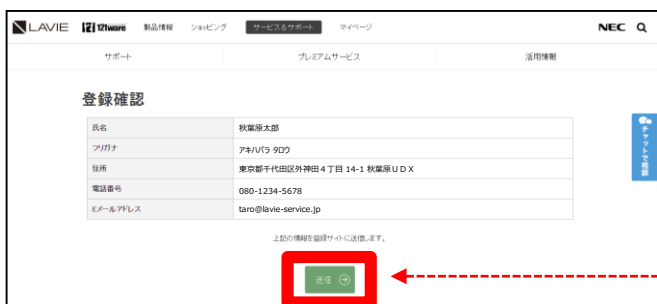 LAVIE 121ware 製品情報 ショッピング サービス&サポート マイページ NEC
サポート プレミアムサービス 活用情報
登録確認
氏名 秋葉原太郎
フリガナ アキハバラ タロウ
住所 東京都千代田区外神田4丁目 14-1 秋葉原UDX
電話番号 080-1234-5678
Eメールアドレス taro@lavie-service.jp
チャットで相談
上記の情報を登録サイトに送信します。
送信